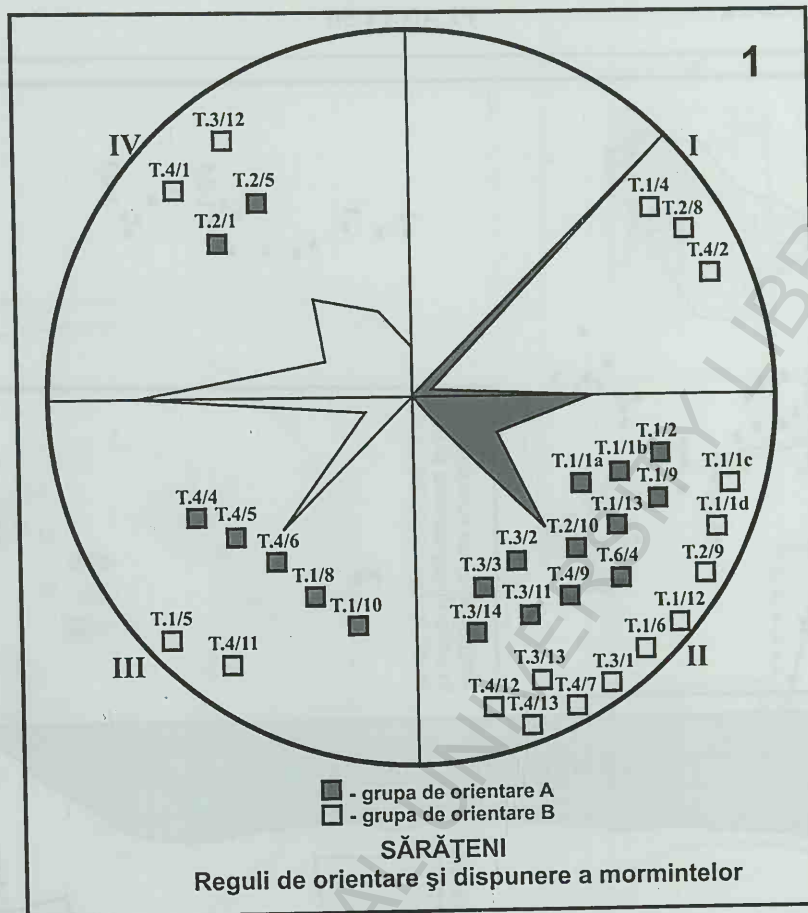 1
IV
T.3/12
T.4/1
T.2/5
T.2/1
I
T.1/4
T.2/8
T.4/2
T.1/2
T.1/1b
T.1/1a
T.1/9
T.1/1c
T.1/13
T.1/1d
T.2/10
T.3/2
T.6/4
T.2/9
T.3/3
T.4/9
T.3/11
T.1/12
T.3/14
T.1/6
II
T.3/13
T.3/1
T.4/12
T.4/7
T.4/13
T.4/4
T.4/5
T.4/6
T.1/8
T.1/10
T.1/5
T.4/11
III
- grupa de orientare A
- grupa de orientare B
SĂRĂŢENI
Reguli de orientare şi dispunere a mormintelor
AL UNIVERSITY LIBR